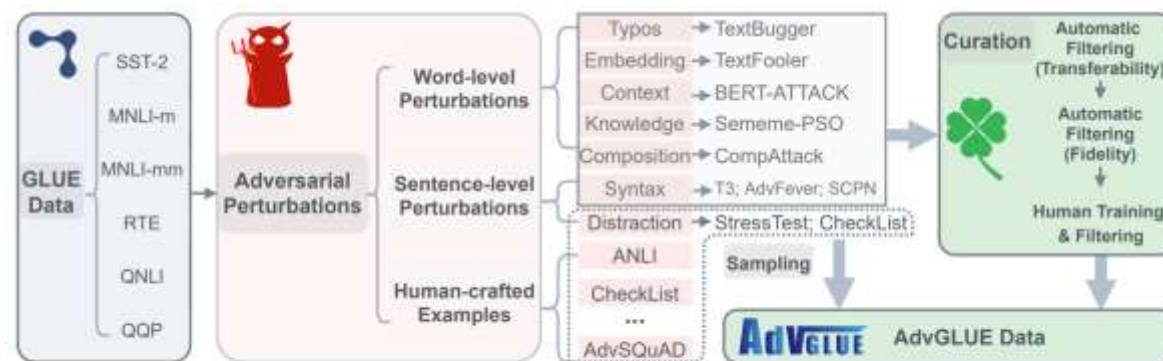 GLUE
Data
SST-2
MNLI-m
MNLI-mm
RTE
QNLI
QQP
Adversarial
Perturbations
Word-level
Perturbations
Sentence-level
Perturbations
Human-crafted
Examples
Typos
TextBugger
Embedding
TextFooler
Context
BERT-ATTACK
Knowledge
Sememe-PSO
Composition
CompAttack
Syntax
T3; AdvFever; SCPN
Distraction
StressTest; CheckList
ANLI
CheckList
...
AdvSQuAD
Sampling
Curation
Automatic
Filtering
(Transferability)
Automatic
Filtering
(Fidelity)
Human Training
& Filtering
AdvGLUE
AdvGLUE Data